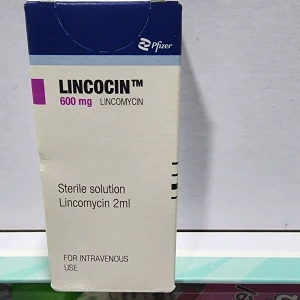 Pfizer
LINCOCIN™
600 mg LINCOMYCIN
Sterile solution
Lincomycin 2ml
FOR INTRAVENOUS
USE